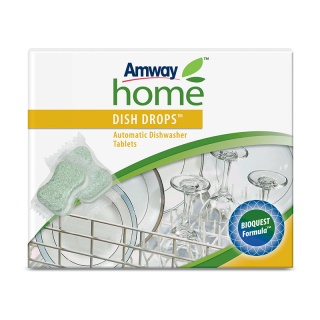 Amway™
home
DISH DROPS™
Automatic Dishwasher
Tablets
BIOQUEST
Formula™